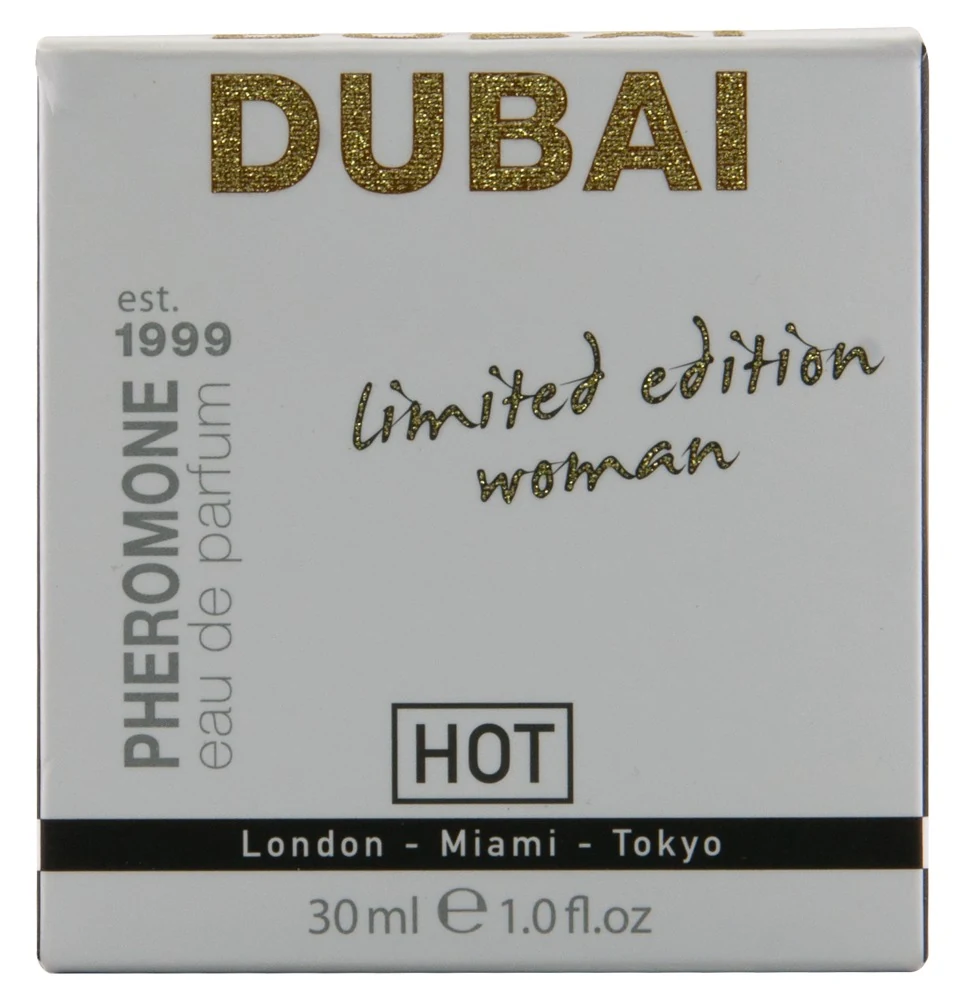 DUBAI
est.
1999
PHEROMONE
eau de parfum
limited edition
woman
HOT
London - Miami - Tokyo
30 ml ℮ 1.0 fl.oz